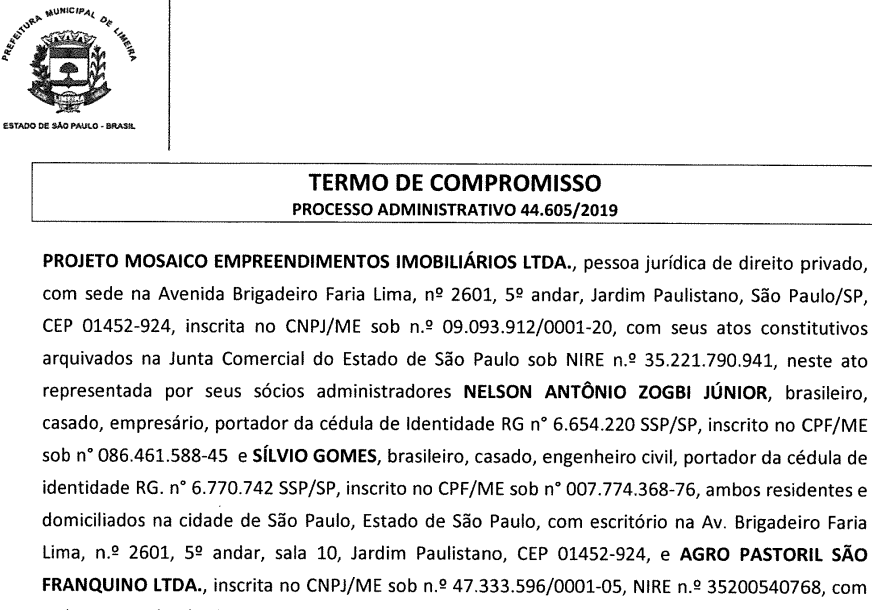 PREFEITURA MUNICIPAL DE LIMEIRA
LIMEIRA
ESTADO DE SÃO PAULO - BRASIL
TERMO DE COMPROMISSO
PROCESSO ADMINISTRATIVO 44.605/2019
PROJETO MOSAICO EMPREENDIMENTOS IMOBILIÁRIOS LTDA., pessoa jurídica de direito privado,
com sede na Avenida Brigadeiro Faria Lima, nº 2601, 5º andar, Jardim Paulistano, São Paulo/SP,
CEP 01452-924, inscrita no CNPJ/ME sob n.º 09.093.912/0001-20, com seus atos constitutivos
arquivados na Junta Comercial do Estado de São Paulo sob NIRE n.º 35.221.790.941, neste ato
representada por seus sócios administradores NELSON ANTÔNIO ZOGBI JÚNIOR, brasileiro,
casado, empresário, portador da cédula de Identidade RG n° 6.654.220 SSP/SP, inscrito no CPF/ME
sob n° 086.461.588-45 e SÍLVIO GOMES, brasileiro, casado, engenheiro civil, portador da cédula de
identidade RG. n° 6.770.742 SSP/SP, inscrito no CPF/ME sob n° 007.774.368-76, ambos residentes e
domiciliados na cidade de São Paulo, Estado de São Paulo, com escritório na Av. Brigadeiro Faria
Lima, n.º 2601, 5º andar, sala 10, Jardim Paulistano, CEP 01452-924, e AGRO PASTORIL SÃO
FRANQUINO LTDA., inscrita no CNPJ/ME sob n.º 47.333.596/0001-05, NIRE n.º 35200540768, com